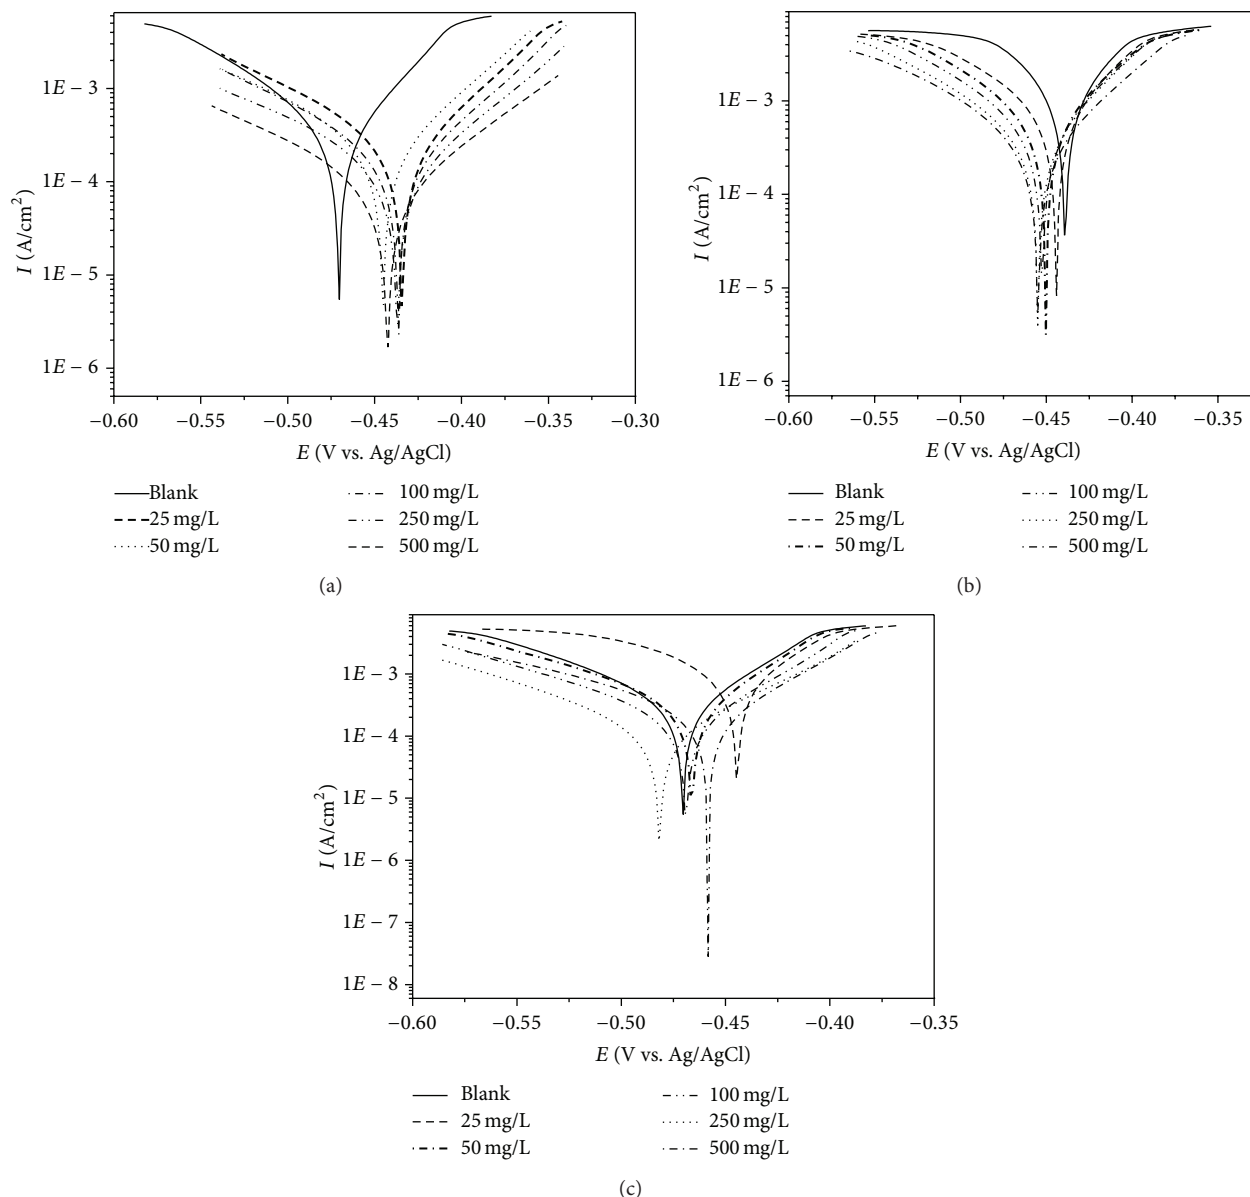 1E − 3
1E − 4
1E − 5
1E − 6
I (A/cm2)
−0.60 −0.55 −0.50 −0.45 −0.40 −0.35 −0.30
E (V vs. Ag/AgCl)
Blank 100 mg/L
25 mg/L 250 mg/L
50 mg/L 500 mg/L
(a)
1E − 3
1E − 4
1E − 5
1E − 6
I (A/cm2)
−0.60 −0.55 −0.50 −0.45 −0.40 −0.35
E (V vs. Ag/AgCl)
Blank 100 mg/L
25 mg/L 250 mg/L
50 mg/L 500 mg/L
(b)
1E − 3
1E − 4
1E − 5
1E − 6
1E − 7
1E − 8
I (A/cm2)
−0.60 −0.55 −0.50 −0.45 −0.40 −0.35
E (V vs. Ag/AgCl)
Blank 100 mg/L
25 mg/L 250 mg/L
50 mg/L 500 mg/L
(c)